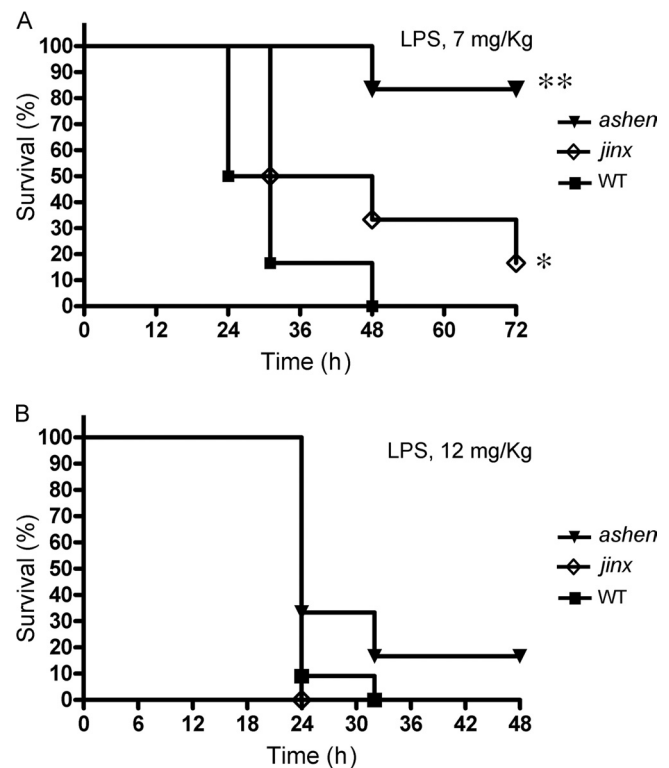 A
LPS, 7 mg/Kg
100
90
80
70
60
50
40
30
20
10
0
Survival (%)
**
*
ashen
jinx
WT
0 12 24 36 48 60 72
Time (h)
B
LPS, 12 mg/Kg
100
90
80
70
60
50
40
30
20
10
0
Survival (%)
ashen
jinx
WT
0 6 12 18 24 30 36 42 48
Time (h)